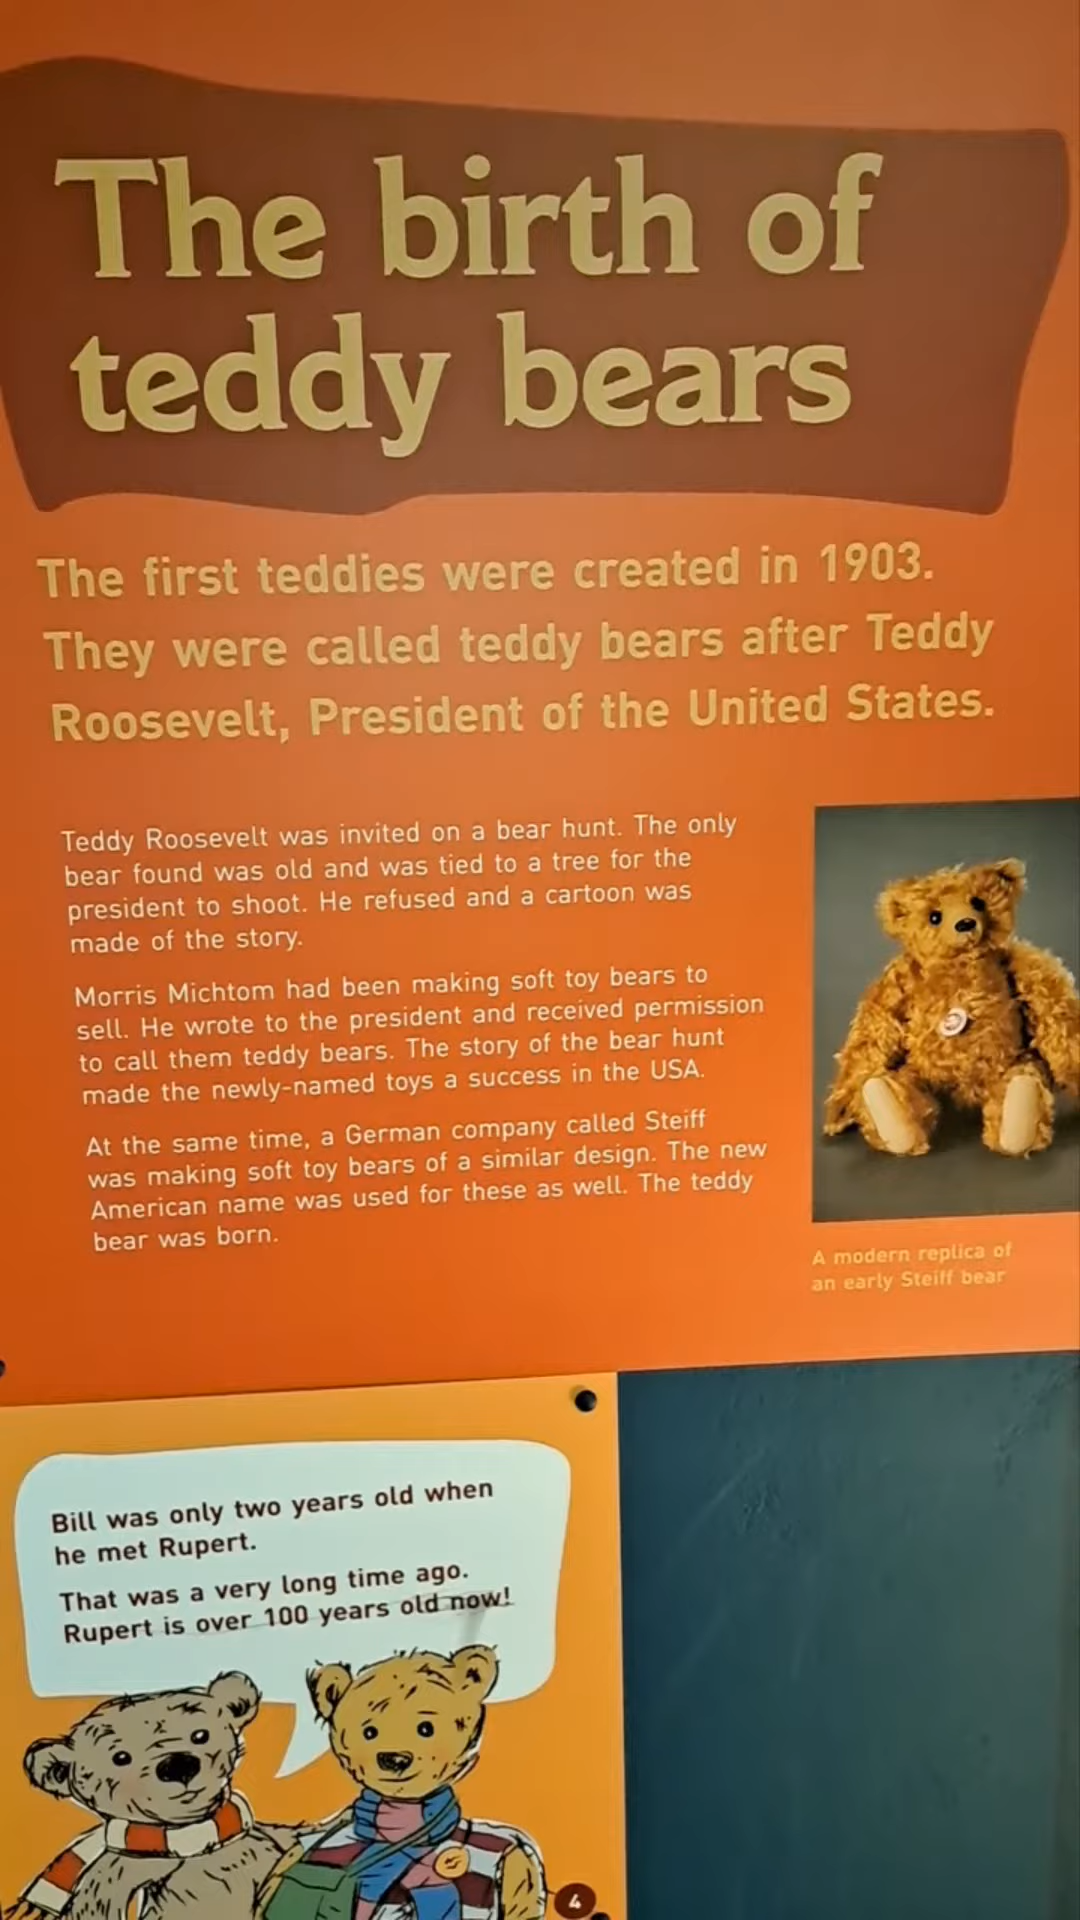 The birth of
teddy bears
The first teddies were created in 1903.
They were called teddy bears after Teddy
Roosevelt, President of the United States.
Teddy Roosevelt was invited on a bear hunt. The only
bear found was old and was tied to a tree for the
president to shoot. He refused and a cartoon was
made of the story.
Morris Michtom had been making soft toy bears to
sell. He wrote to the president and received permission
to call them teddy bears. The story of the bear hunt
made the newly-named toys a success in the USA.
At the same time, a German company called Steiff
was making soft toy bears of a similar design. The new
American name was used for these as well. The teddy
bear was born.
A modern replica of
an early Steiff bear
Bill was only two years old when
he met Rupert.
That was a very long time ago.
Rupert is over 100 years old now!
4